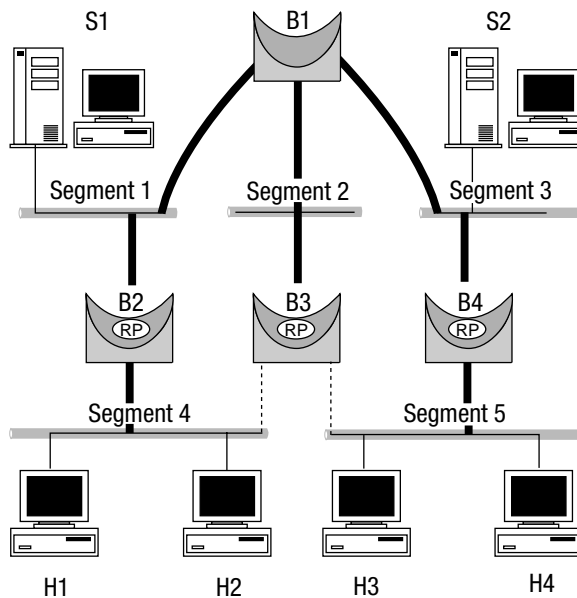 S1
B1
S2
Segment 1
Segment 2
Segment 3
B2
B3
B4
RP
RP
RP
Segment 4
Segment 5
H1
H2
H3
H4